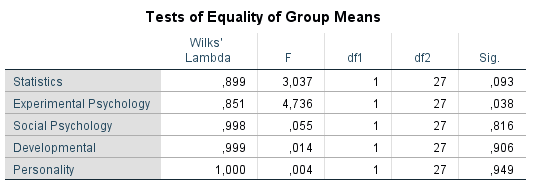 Tests of Equality of Group Means
Wilks' Lambda F df1 df2 Sig.
Statistics ,899 3,037 1 27 ,093
Experimental Psychology ,851 4,736 1 27 ,038
Social Psychology ,998 ,055 1 27 ,816
Developmental ,999 ,014 1 27 ,906
Personality 1,000 ,004 1 27 ,949